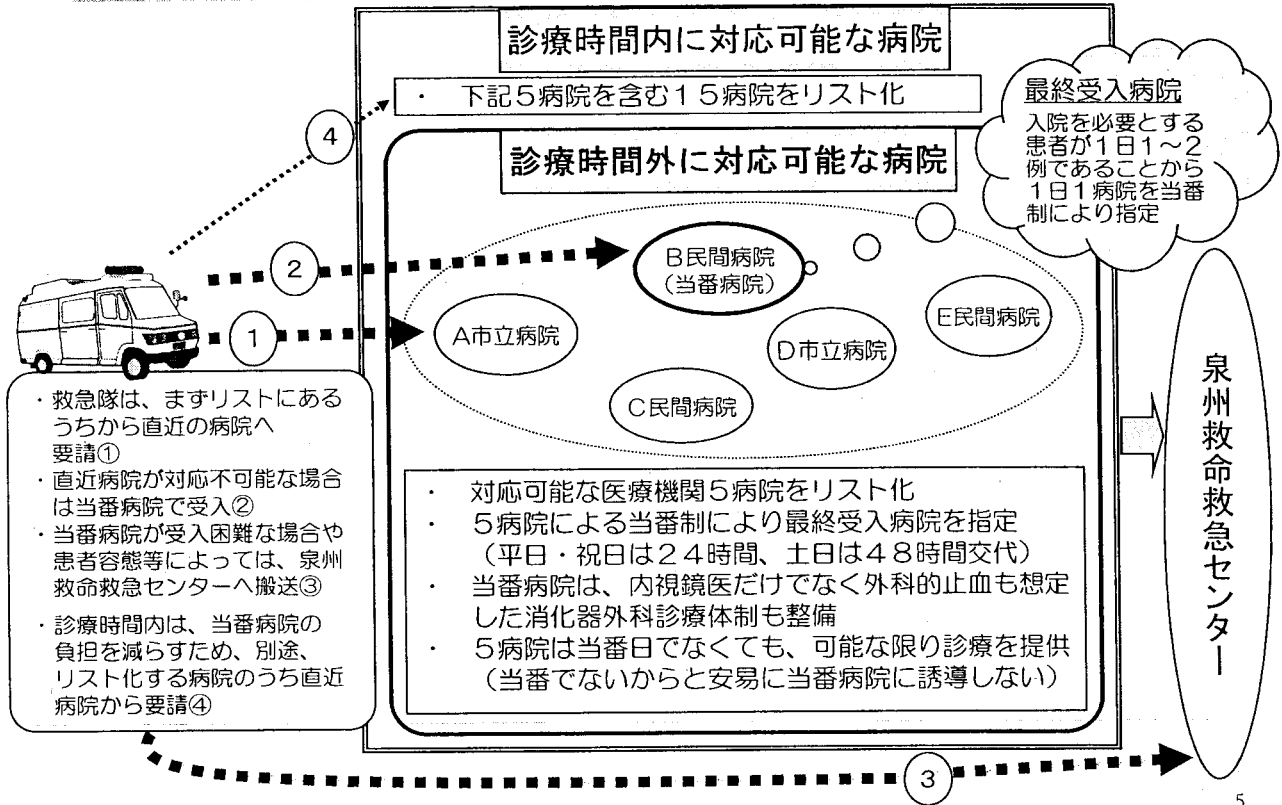 診療時間内に対応可能な病院
・ 下記5病院を含む15病院をリスト化
診療時間外に対応可能な病院
最終受入病院
入院を必要とする
患者が1日1～2
例であることから
1日1病院を当番
制により指定
④
②
①
B民間病院
(当番病院)
A市立病院
E民間病院
D市立病院
C民間病院
・救急隊は、まずリストにある
うちから直近の病院へ
要請①
・直近病院が対応不可能な場合
は当番病院で受入②
・当番病院が受入困難な場合や
患者容態等によっては、泉州
救命救急センターへ搬送③
・診療時間内は、当番病院の
負担を減らすため、別途、
リスト化する病院のうち直近
病院から要請④
・ 対応可能な医療機関5病院をリスト化
・ 5病院による当番制により最終受入病院を指定
(平日・祝日は24時間、土日は48時間交代)
・ 当番病院は、内視鏡医だけでなく外科的止血も想定
した消化器外科診療体制も整備
・ 5病院は当番日でなくても、可能な限り診療を提供
(当番でないからと安易に当番病院に誘導しない)
泉州救命救急センター
③
5